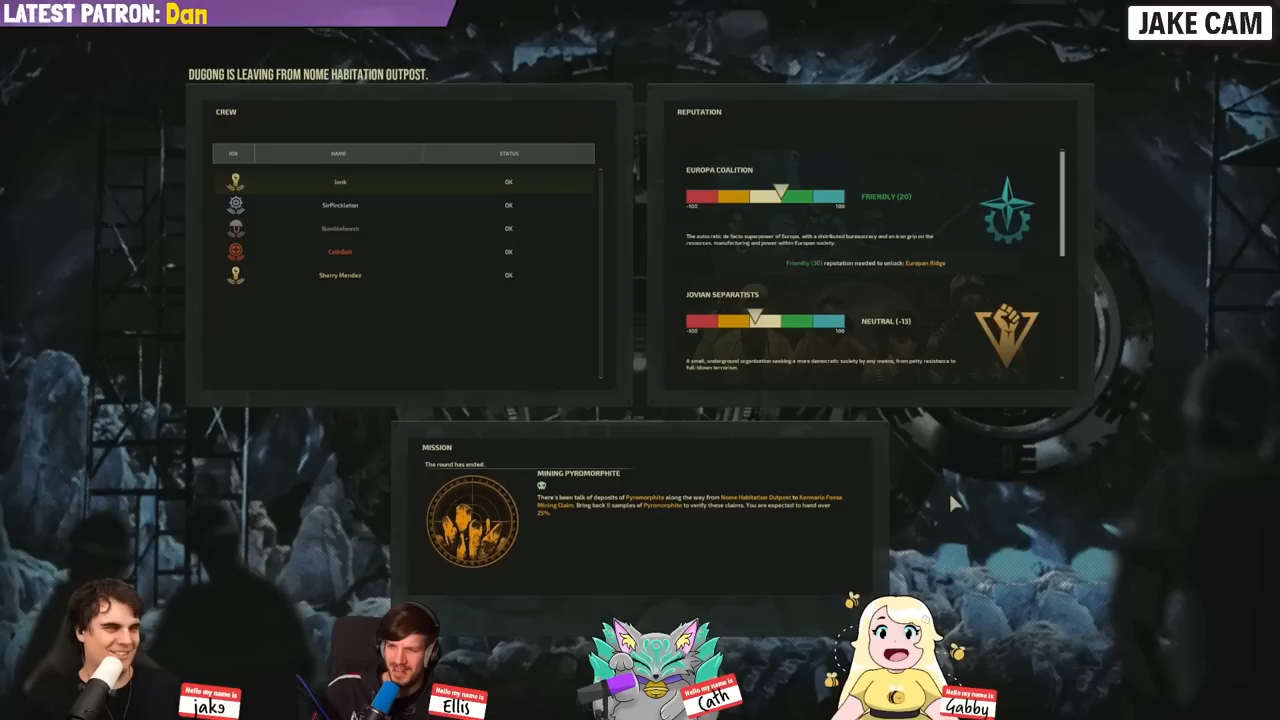 LATEST PATRON: Dan
JAKE CAM
DUGONG IS LEAVING FROM NOME HABITATION OUTPOST.
CREW
JOB NAME STATUS
Jonk OK
SirPirckleton OK
Bumblebeesh OK
CathBat OK
Sherry Mendez OK
REPUTATION
EUROPA COALITION
-100 100
FRIENDLY (20)
The autocratic de facto superpower of Europa, with a distributed bureaucracy and an iron grip on the
resources, manufacturing and power within Europan society.
Friendly (30) reputation needed to unlock: Europan Ridge
JOVIAN SEPARATISTS
-100 100
NEUTRAL (-13)
A small, underground organisation seeking a more democratic society by any means, from petty resistance to
full-blown terrorism.
MISSION
The round has ended.
MINING PYROMORPHITE
There's been talk of deposits of Pyromorphite along the way from Nome Habitation Outpost to Kermario Fossa
Mining Claim. Bring back samples of Pyromorphite to verify these claims. You are expected to hand over
25%.
Hello my name is
jake
Hello my name is
Ellis
Hello my name is
Cath
Hello my name is
Gabby